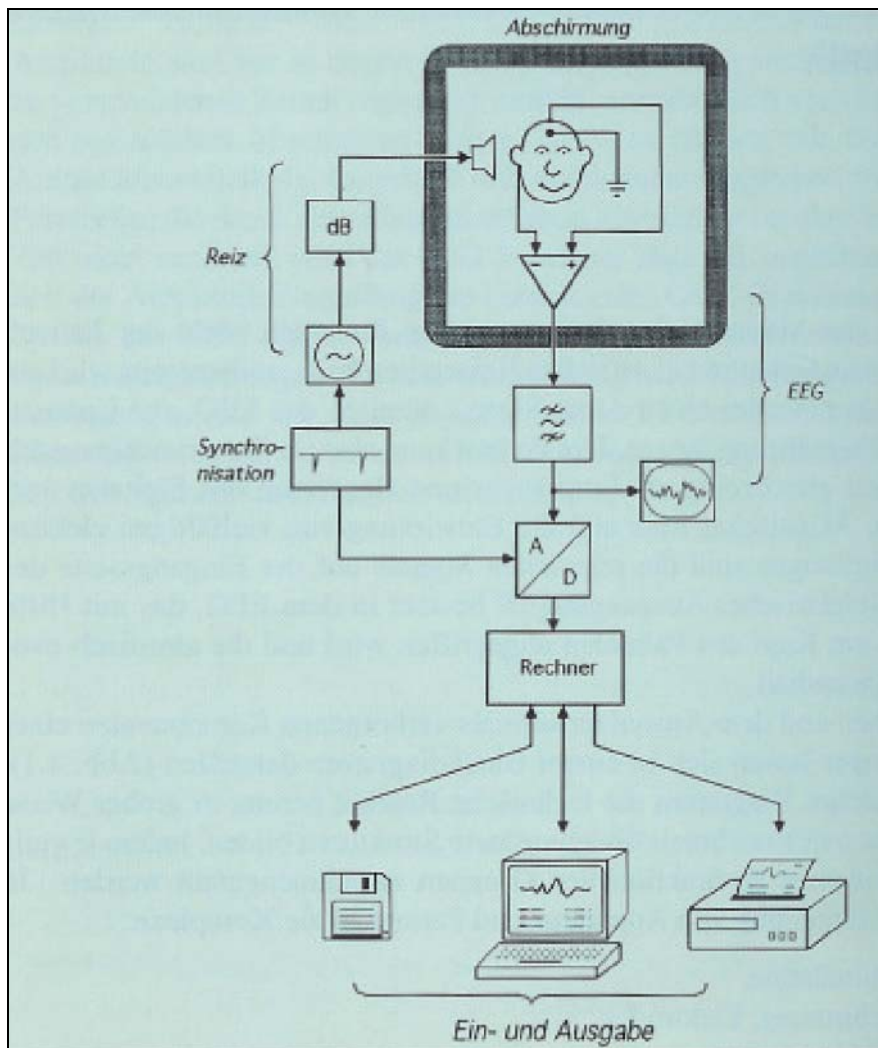 Abschirmung
dB
Reiz
- +
EEG
Synchro-
nisation
A
D
Rechner
Ein- und Ausgabe